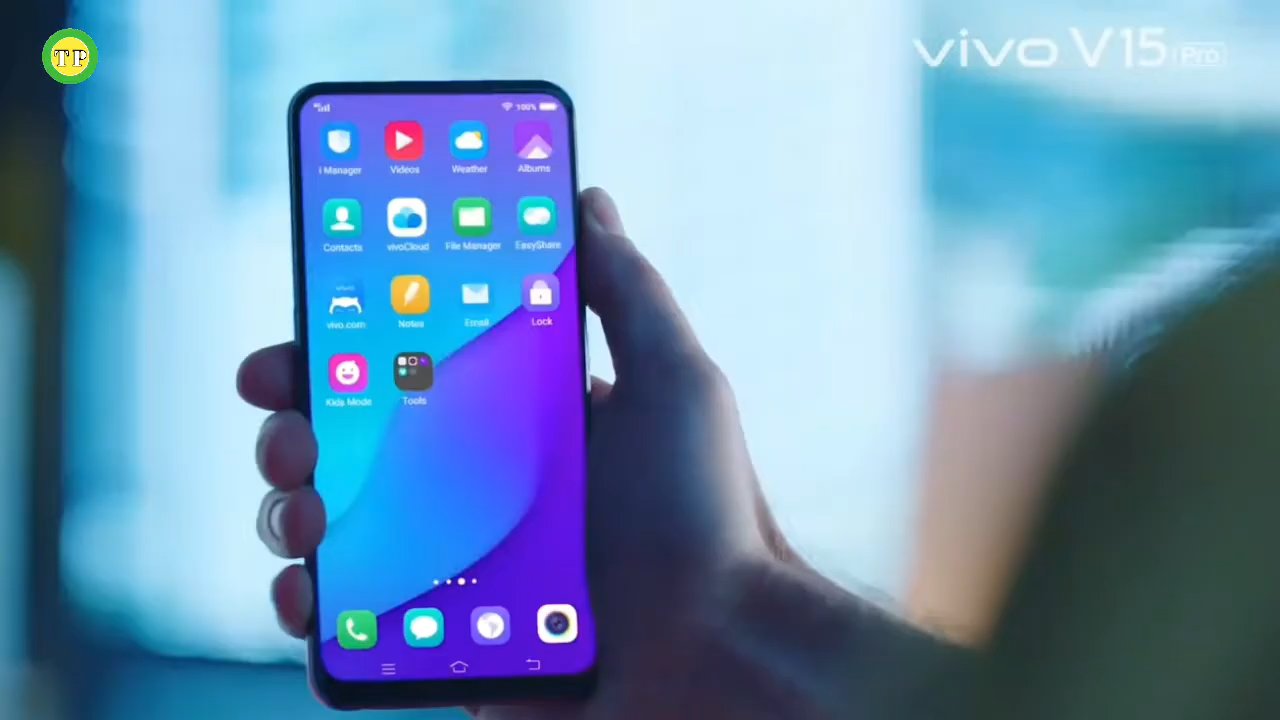 TP
vivo V15 Pro
100%
i Manager Videos Weather Albums
Contacts vivoCloud File Manager EasyShare
vivo
vivo.com Notes Email Lock
Kids Mode Tools